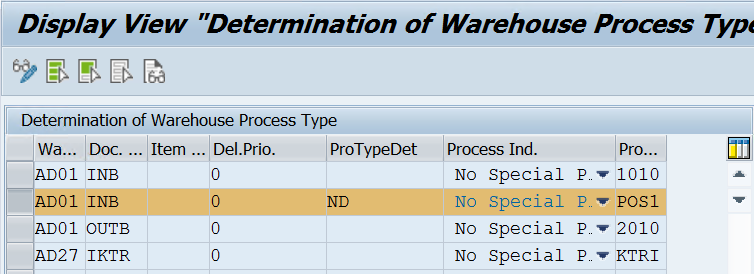 Display View "Determination of Warehouse Process Type
Determination of Warehouse Process Type
Wa... Doc. ... Item ... Del.Prio. ProTypeDet Process Ind. Pro...
AD01 INB 0 No Special P.. 1010
AD01 INB 0 ND No Special P.. POS1
AD01 OUTB 0 No Special P.. 2010
AD27 IKTR 0 No Special P.. KTRI